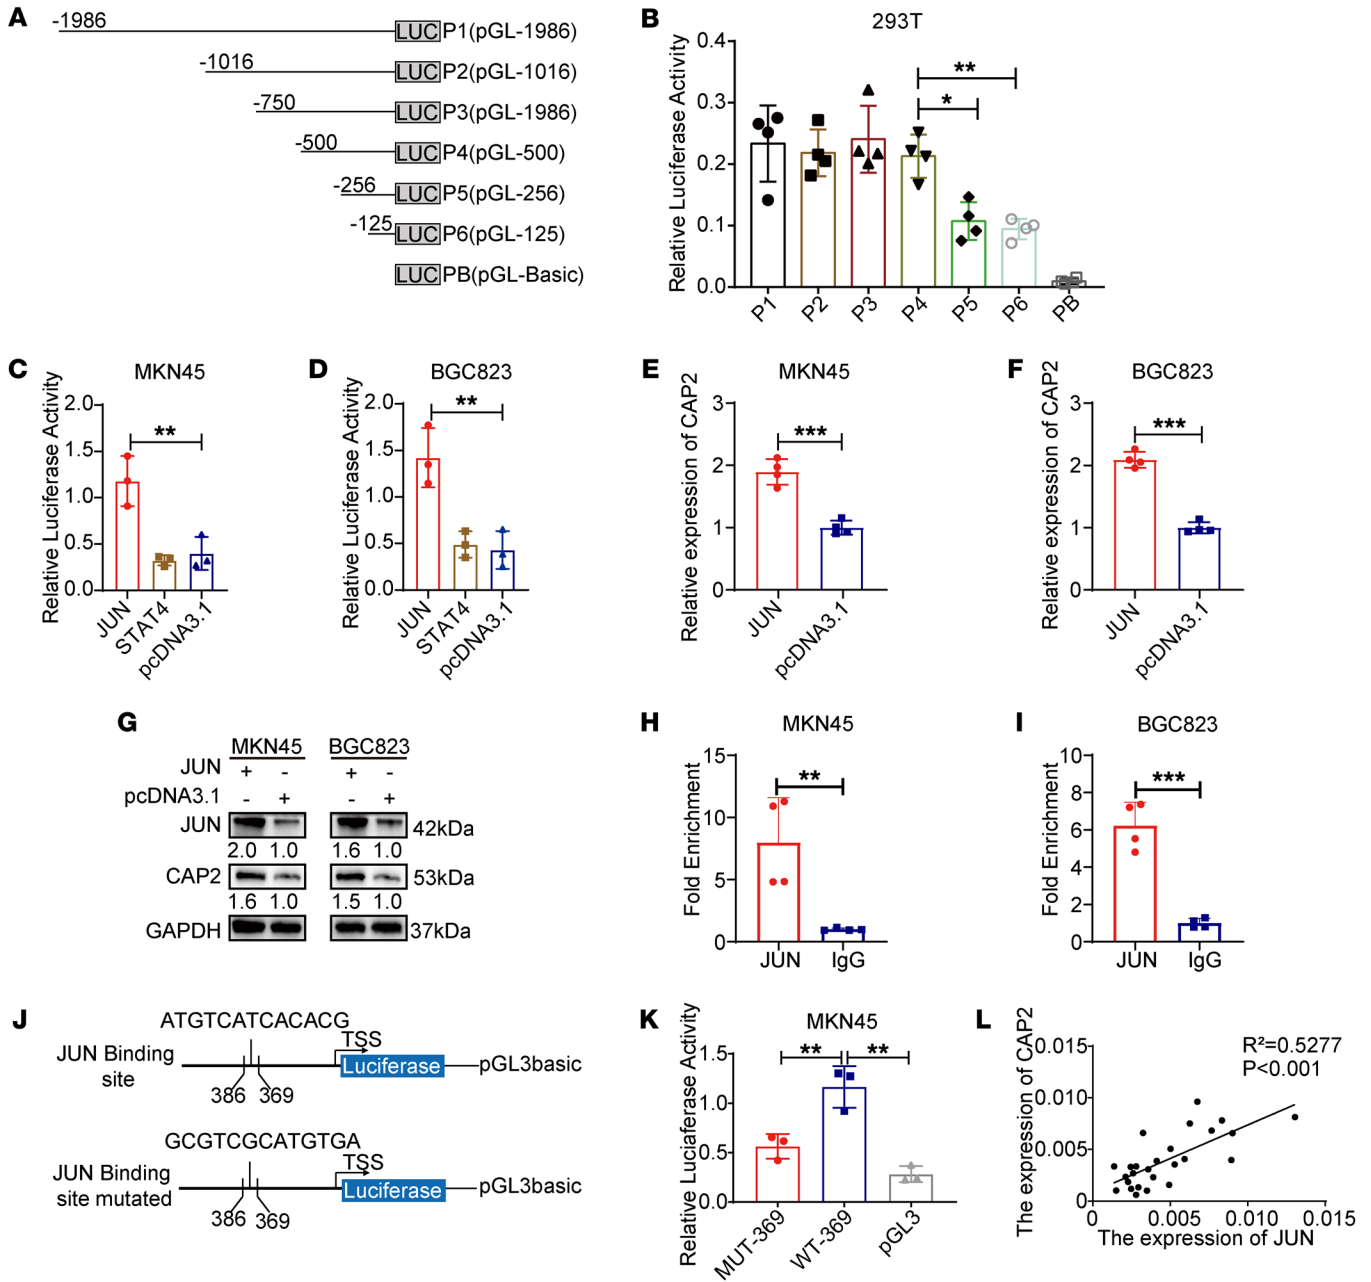 A
-1986
LUC P1(pGL-1986)
-1016
LUC P2(pGL-1016)
-750
LUC P3(pGL-1986)
-500
LUC P4(pGL-500)
-256
LUC P5(pGL-256)
-125
LUC P6(pGL-125)
LUC PB(pGL-Basic)
B
293T
Relative Luciferase Activity
0.4
0.3
0.2
0.1
0.0
**
*
P1 P2 P3 P4 P5 P6 PB
C
MKN45
Relative Luciferase Activity
2.0
1.5
1.0
0.5
0.0
**
JUN STAT4 pcDNA3.1
D
BGC823
Relative Luciferase Activity
2.0
1.5
1.0
0.5
0.0
**
JUN STAT4 pcDNA3.1
E
MKN45
Relative expression of CAP2
3
2
1
0
***
JUN pcDNA3.1
F
BGC823
Relative expression of CAP2
3
2
1
0
***
JUN pcDNA3.1
G
MKN45 BGC823
JUN + - + -
pcDNA3.1 - + - +
JUN 42kDa
2.0 1.0 1.6 1.0
CAP2 53kDa
1.6 1.0 1.5 1.0
GAPDH 37kDa
H
MKN45
Fold Enrichment
15
10
5
0
**
JUN IgG
I
BGC823
Fold Enrichment
10
8
6
4
2
0
***
JUN IgG
J
ATGTCATCACACG
JUN Binding
site
TSS
Luciferase
pGL3basic
386 369
GCGTCGCATGTGA
JUN Binding
site mutated
TSS
Luciferase
pGL3basic
386 369
K
MKN45
Relative Luciaferase Activity
1.5
1.0
0.5
0.0
** **
MUT-369 WT-369 pGL3
L
The expression of CAP2
0.015
0.010
0.005
0
R²=0.5277
P<0.001
0 0.005 0.010 0.015
The expression of JUN